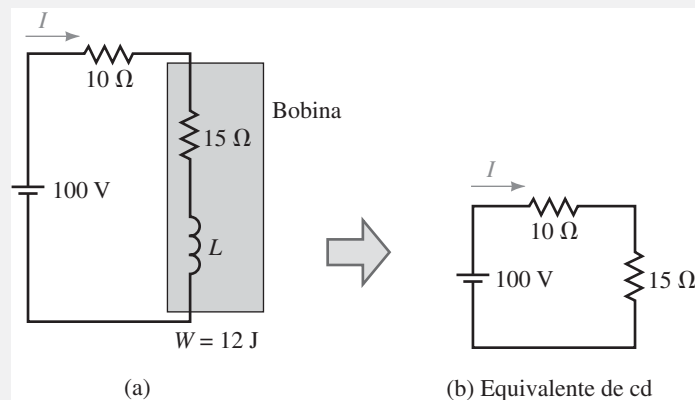 I
10 Ω
Bobina
15 Ω
100 V
L
W = 12 J
(a)
I
10 Ω
100 V
15 Ω
(b) Equivalente de cd